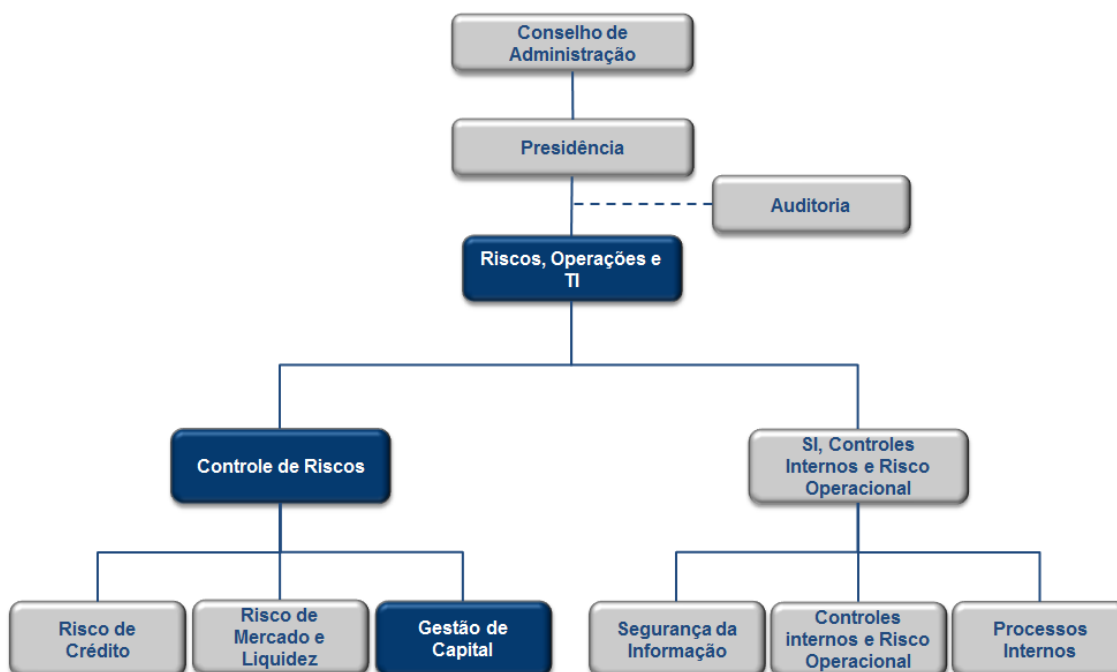 Conselho de
Administração
Presidência
Auditoria
Riscos, Operações e
TI
Controle de Riscos
SI, Controles
Internos e Risco
Operacional
Risco de
Crédito
Risco de
Mercado e
Liquidez
Gestão de
Capital
Segurança da
Informação
Controles
internos e Risco
Operacional
Processos
Internos